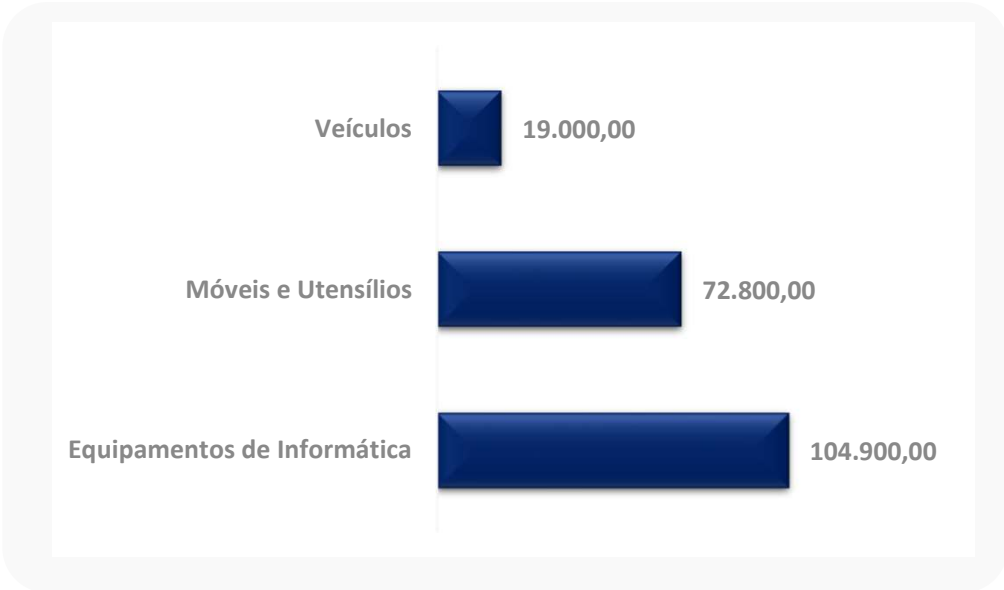 Veículos 19.000,00
Móveis e Utensílios 72.800,00
Equipamentos de Informática 104.900,00